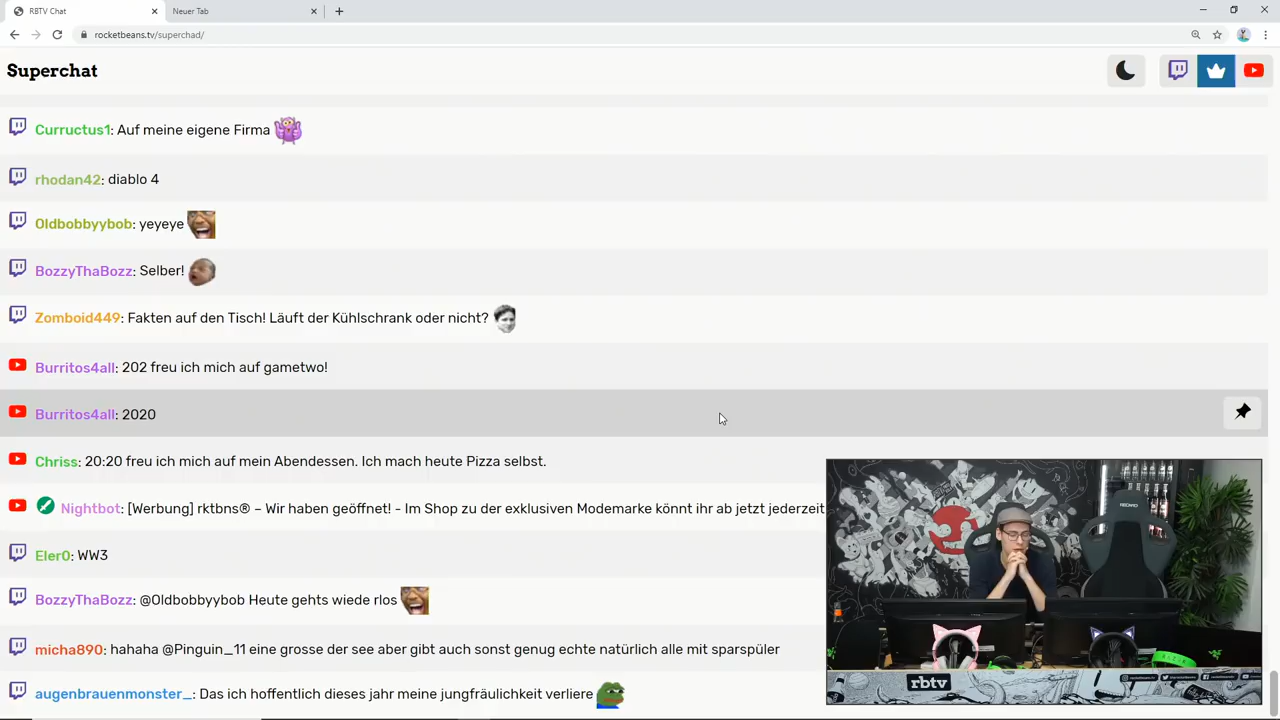 RBTV Chat
Neuer Tab
rocketbeans.tv/superchad/
Superchat
Curructus1: Auf meine eigene Firma
rhodan42: diablo 4
Oldbobbyybob: yeyeye
BozzyThaBozz: Selber!
Zomboid449: Fakten auf den Tisch! Läuft der Kühlschrank oder nicht?
Burritos4all: 202 freu ich mich auf gametwo!
Burritos4all: 2020
Chriss: 20:20 freu ich mich auf mein Abendessen. Ich mach heute Pizza selbst.
Nightbot: [Werbung] rktbns® – Wir haben geöffnet! - Im Shop zu der exklusiven Modemarke könnt ihr ab jetzt jederzeit
Eler0: WW3
BozzyThaBozz: @Oldbobbyybob Heute gehts wiede rlos
micha890: hahaha @Pinguin_11 eine grosse der see aber gibt auch sonst genug echte natürlich alle mit sparspüler
augenbrauenmonster_: Das ich hoffentlich dieses jahr meine jungfräulichkeit verliere
rbtv